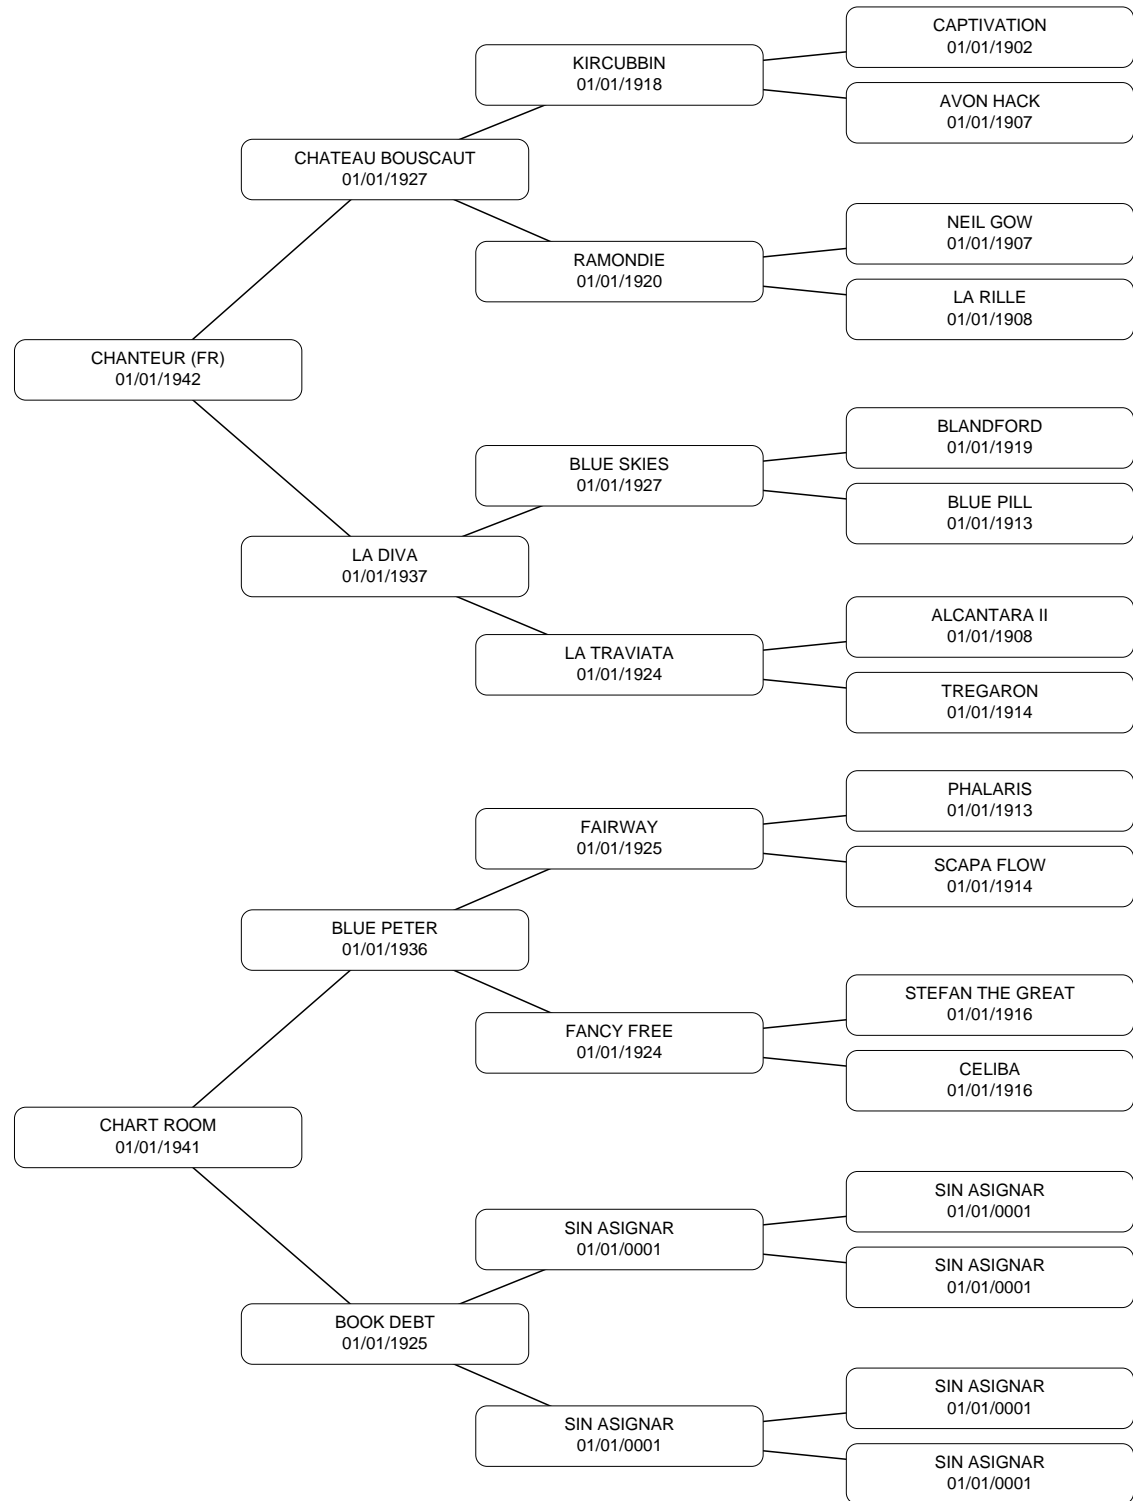 CAPTIVATION
01/01/1902
KIRCUBBIN
01/01/1918
AVON HACK
01/01/1907
CHATEAU BOUSCAUT
01/01/1927
NEIL GOW
01/01/1907
RAMONDIE
01/01/1920
LA RILLE
01/01/1908
CHANTEUR (FR)
01/01/1942
BLANDFORD
01/01/1919
BLUE SKIES
01/01/1927
BLUE PILL
01/01/1913
LA DIVA
01/01/1937
ALCANTARA II
01/01/1908
LA TRAVIATA
01/01/1924
TREGARON
01/01/1914
PHALARIS
01/01/1913
FAIRWAY
01/01/1925
SCAPA FLOW
01/01/1914
BLUE PETER
01/01/1936
STEFAN THE GREAT
01/01/1916
FANCY FREE
01/01/1924
CELIBA
01/01/1916
CHART ROOM
01/01/1941
SIN ASIGNAR
01/01/0001
SIN ASIGNAR
01/01/0001
SIN ASIGNAR
01/01/0001
BOOK DEBT
01/01/1925
SIN ASIGNAR
01/01/0001
SIN ASIGNAR
01/01/0001
SIN ASIGNAR
01/01/0001